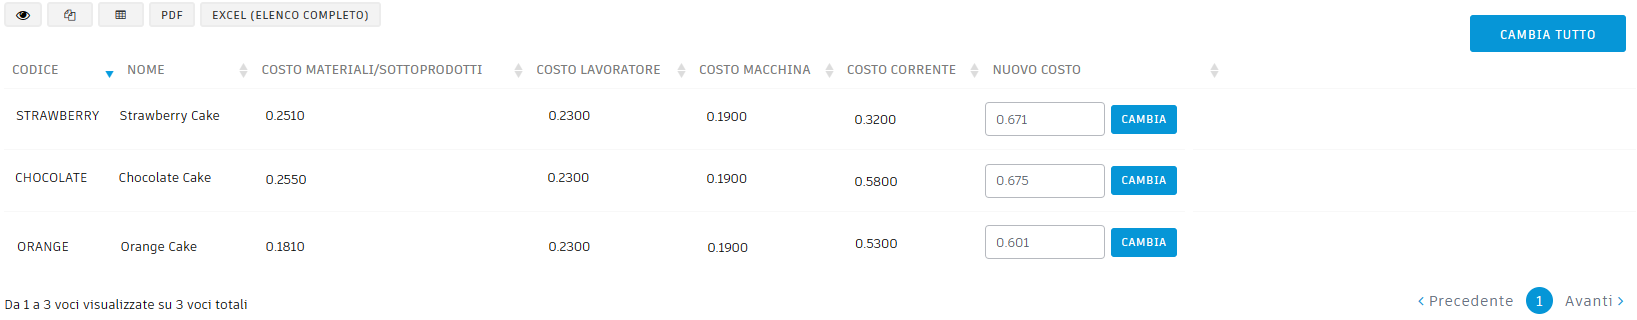 PDF EXCEL (ELENCO COMPLETO)
CAMBIA TUTTO
CODICE NOME COSTO MATERIALI/SOTTOPRODOTTI COSTO LAVORATORE COSTO MACCHINA COSTO CORRENTE NUOVO COSTO
STRAWBERRY Strawberry Cake 0.2510 0.2300 0.1900 0.3200 0.671 CAMBIA
CHOCOLATE Chocolate Cake 0.2550 0.2300 0.1900 0.5800 0.675 CAMBIA
ORANGE Orange Cake 0.1810 0.2300 0.1900 0.5300 0.601 CAMBIA
Da 1 a 3 voci visualizzate su 3 voci totali
Precedente 1 Avanti